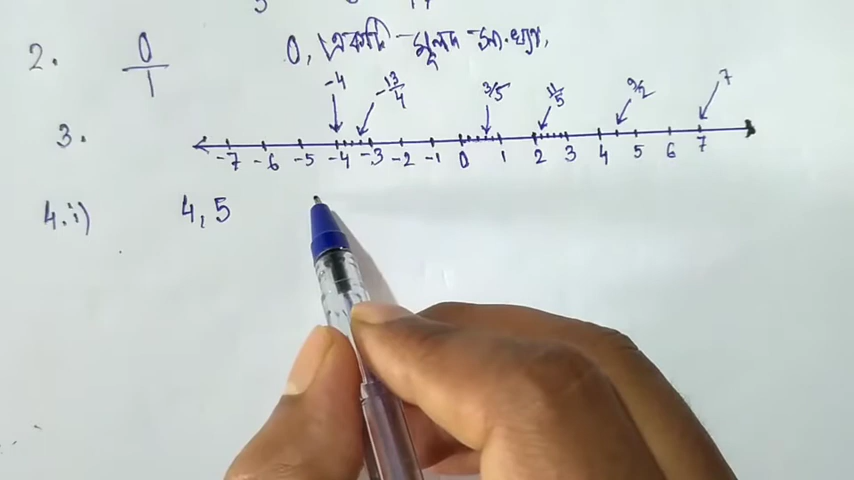 2. 0/1 0, একটি মূলদ সংখ্যা,
-4 -13/4 3/5 11/5 9/2 7
3. -7 -6 -5 -4 -3 -2 -1 0 1 2 3 4 5 6 7
4. i) 4, 5